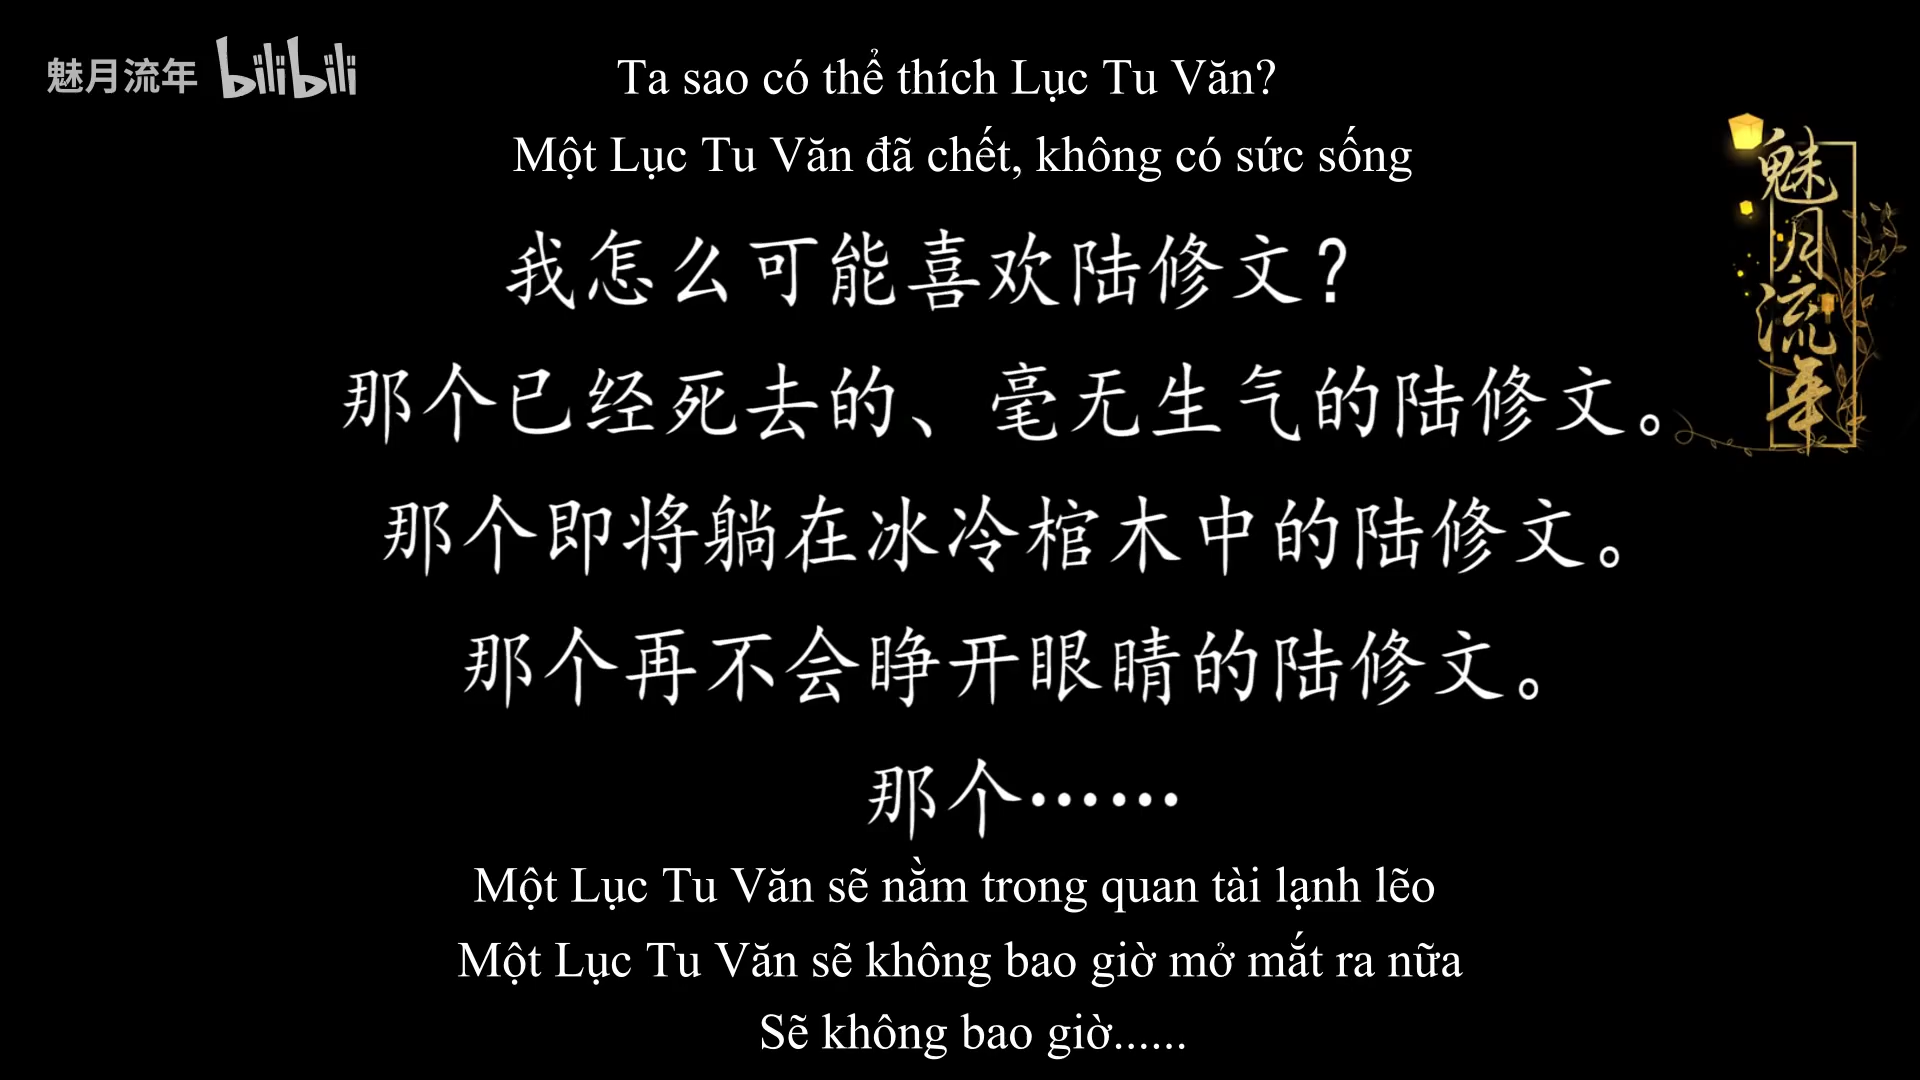 魅月流年 bilibili
Ta sao có thể thích Lục Tu Văn?
Một Lục Tu Văn đã chết, không có sức sống
魅月流年
我怎么可能喜欢陆修文？
那个已经死去的、毫无生气的陆修文。
那个即将躺在冰冷棺木中的陆修文。
那个再不会睁开眼睛的陆修文。
那个……
Một Lục Tu Văn sẽ nằm trong quan tài lạnh lẽo
Một Lục Tu Văn sẽ không bao giờ mở mắt ra nữa
Sẽ không bao giờ......